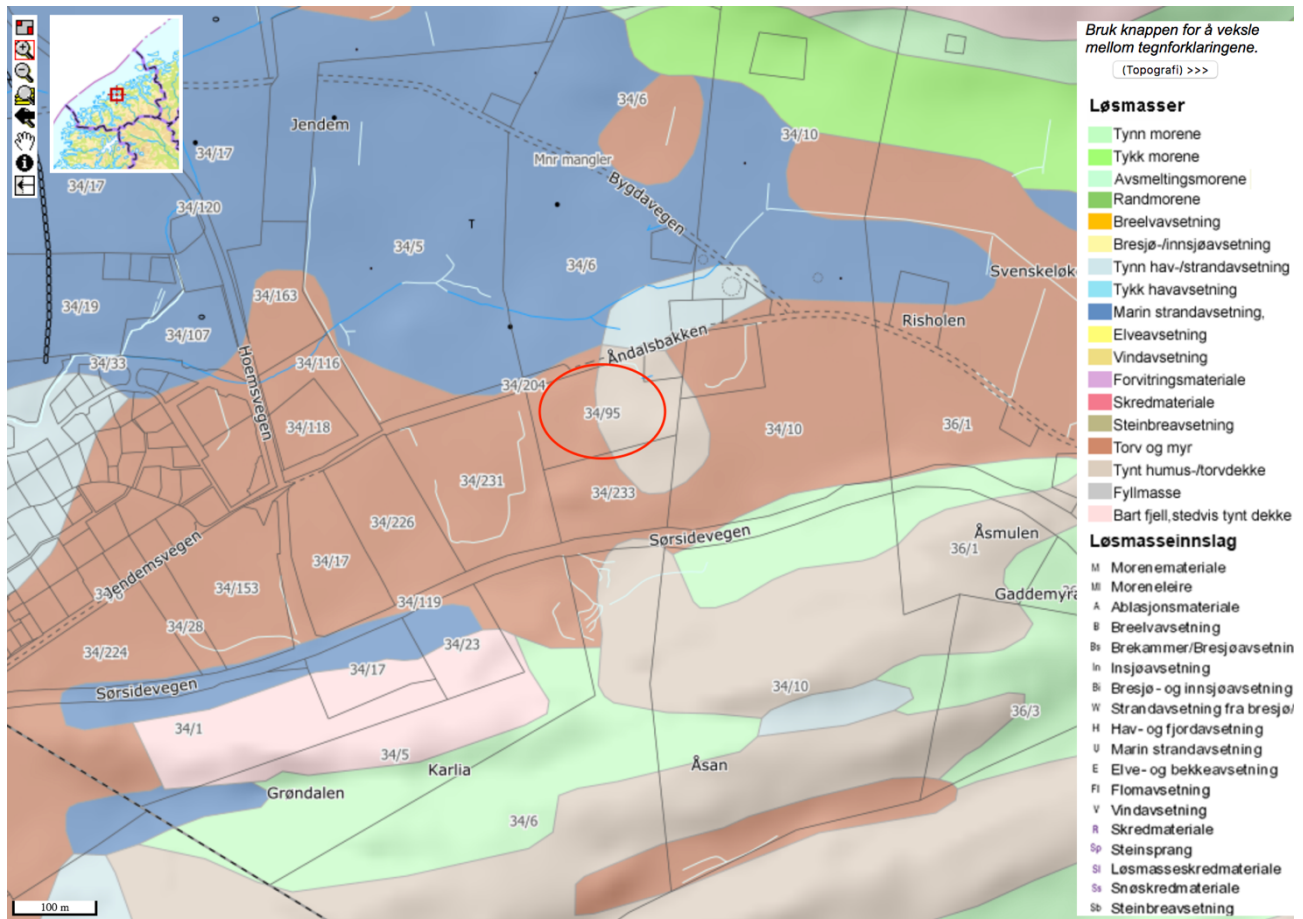 Bruk knappen for å veksle
mellom tegnforklaringene.
(Topografi) >>>
Løsmasser
Tynn morene
Tykk morene
Avsmeltingsmorene
Randmorene
Breelvavsetning
Bresjø-/innsjøavsetning
Tynn hav-/strandavsetning
Tykk havavsetning
Marin strandavsetning,
Elveavsetning
Vindavsetning
Forvitringsmateriale
Skredmateriale
Steinbreavsetning
Torv og myr
Tynt humus-/torvdekke
Fyllmasse
Bart fjell,stedvis tynt dekke
Løsmasseinnslag
M Morenemateriale
Ml Moreneleire
A Ablasjonsmateriale
B Breelvavsetning
Bs Brekammer/Bresjøavsetnin
In Insjøavsetning
Bi Bresjø- og innsjøavsetning
W Strandavsetning fra bresjø/
H Hav- og fjordavsetning
U Marin strandavsetning
E Elve- og bekkeavsetning
Fl Flomavsetning
V Vindavsetning
R Skredmateriale
Sp Steinsprang
Sl Løsmasseskredmateriale
Ss Snøskredmateriale
Sb Steinbreavsetning
34/6
Jendem
34/10
34/17
Mnr mangler
34/17
Bygdavegen
34/120
T
34/5
34/6
Svenskeløk
34/163
34/19
Risholen
34/107
Åndalsbakken
34/33
34/116
Hoemsvegen
34/204
34/95
34/118
34/10
36/1
34/231
34/233
34/226
Sørsidevegen
Åsmulen
36/1
Jendemsvegen
34/17
34/153
Gaddemyra
34/119
34/28
34/23
34/224
34/17
Sørsidevegen
34/10
36/3
34/1
34/5
Karlia
Åsan
Grøndalen
34/6
100 m